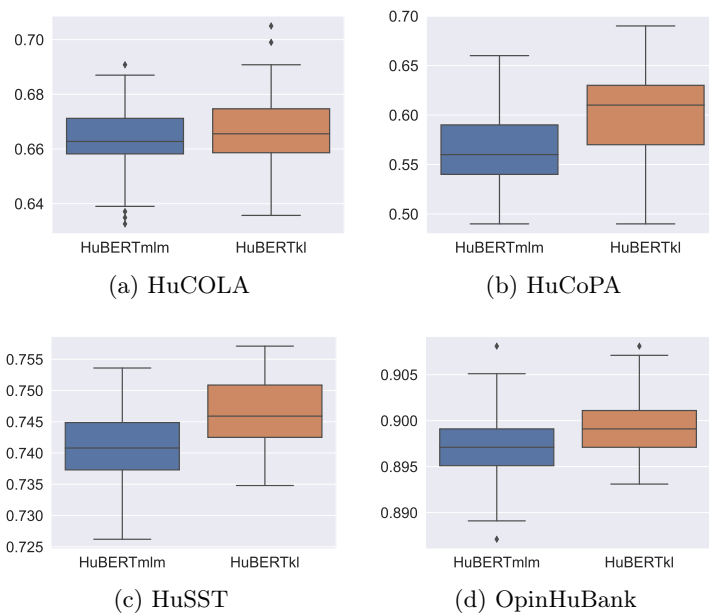 0.70
0.68
0.66
0.64
HuBERTmlm HuBERTkl
(a) HuCOLA
0.70
0.65
0.60
0.55
0.50
HuBERTmlm HuBERTkl
(b) HuCoPA
0.755
0.750
0.745
0.740
0.735
0.730
0.725
HuBERTmlm HuBERTkl
(c) HuSST
0.905
0.900
0.895
0.890
HuBERTmlm HuBERTkl
(d) OpinHuBank